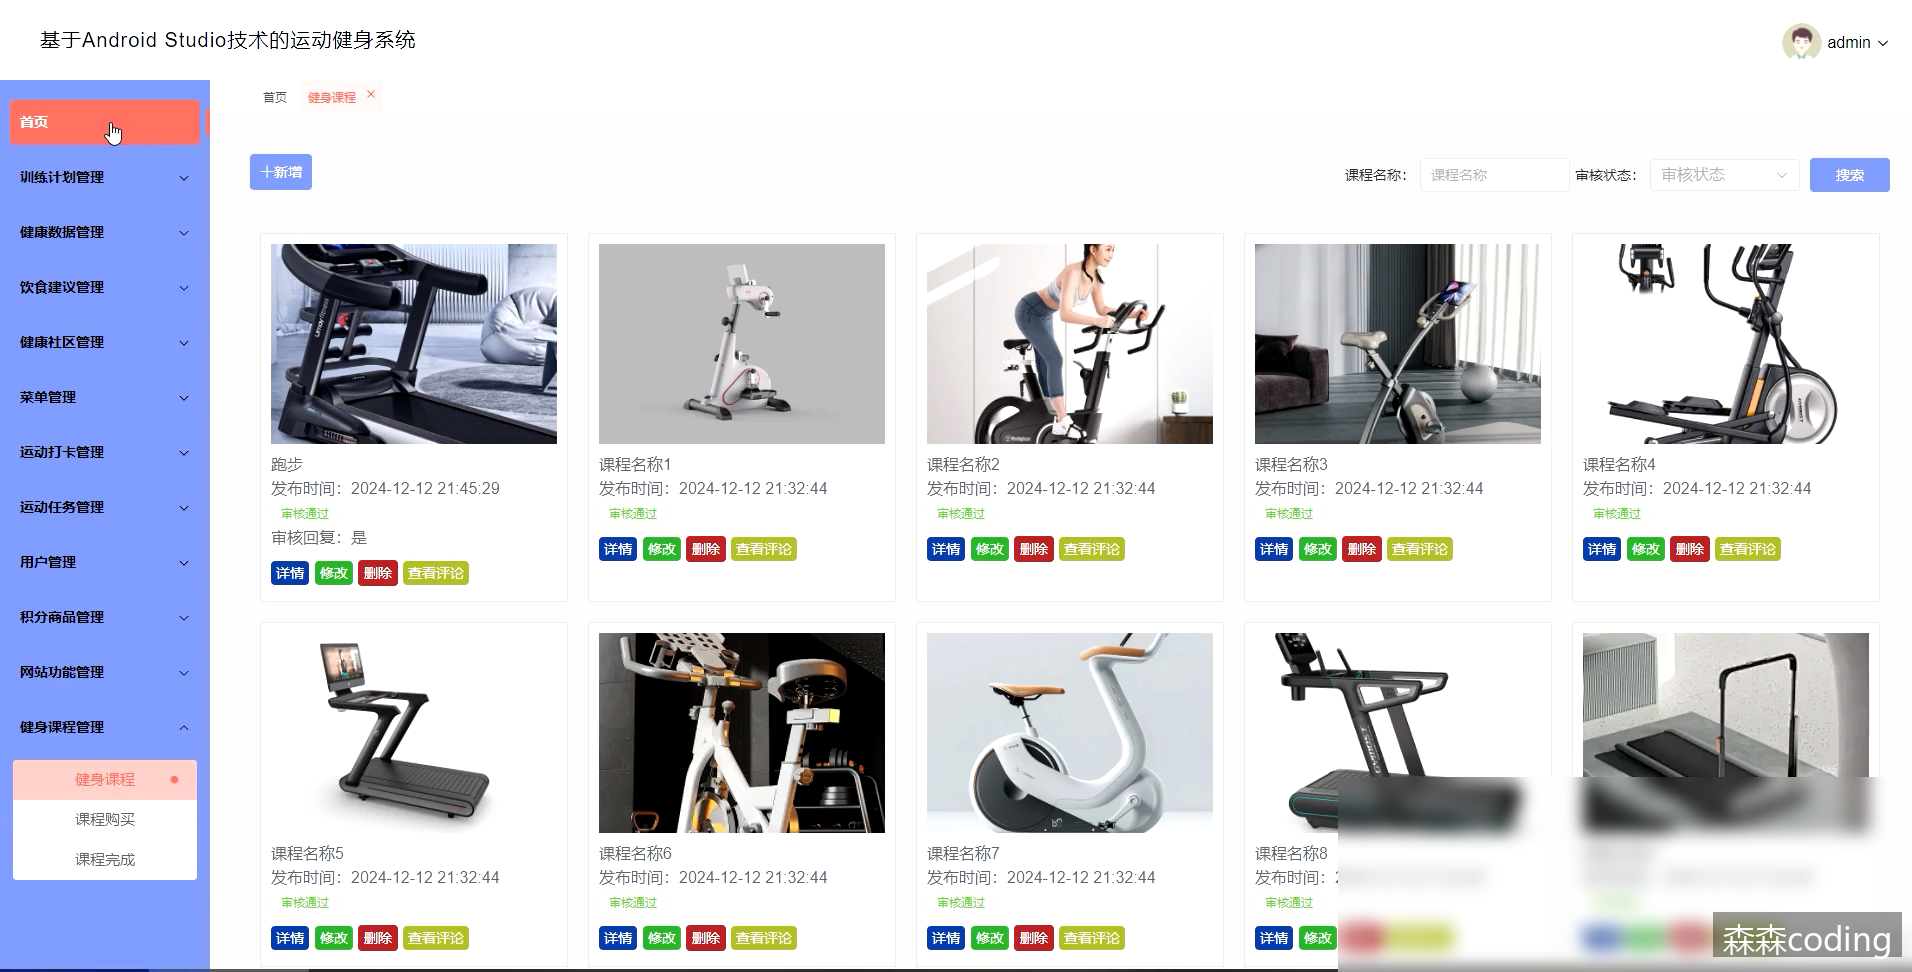 基于Android Studio技术的运动健身系统
admin
首页
训练计划管理
健康数据管理
饮食建议管理
健康社区管理
菜单管理
运动打卡管理
运动任务管理
用户管理
积分商品管理
网站功能管理
健身课程管理
健身课程
课程购买
课程完成
首页 健身课程
+新增
课程名称： 课程名称 审核状态： 审核状态 搜索
跑步
发布时间：2024-12-12 21:45:29
审核通过
审核回复：是
详情 修改 删除 查看评论
课程名称1
发布时间：2024-12-12 21:32:44
审核通过
详情 修改 删除 查看评论
课程名称2
发布时间：2024-12-12 21:32:44
审核通过
详情 修改 删除 查看评论
课程名称3
发布时间：2024-12-12 21:32:44
审核通过
详情 修改 删除 查看评论
课程名称4
发布时间：2024-12-12 21:32:44
审核通过
详情 修改 删除 查看评论
课程名称5
发布时间：2024-12-12 21:32:44
审核通过
详情 修改 删除 查看评论
课程名称6
发布时间：2024-12-12 21:32:44
审核通过
详情 修改 删除 查看评论
课程名称7
发布时间：2024-12-12 21:32:44
审核通过
详情 修改 删除 查看评论
课程名称8
发布时间：
审核通过
详情 修改
森森coding